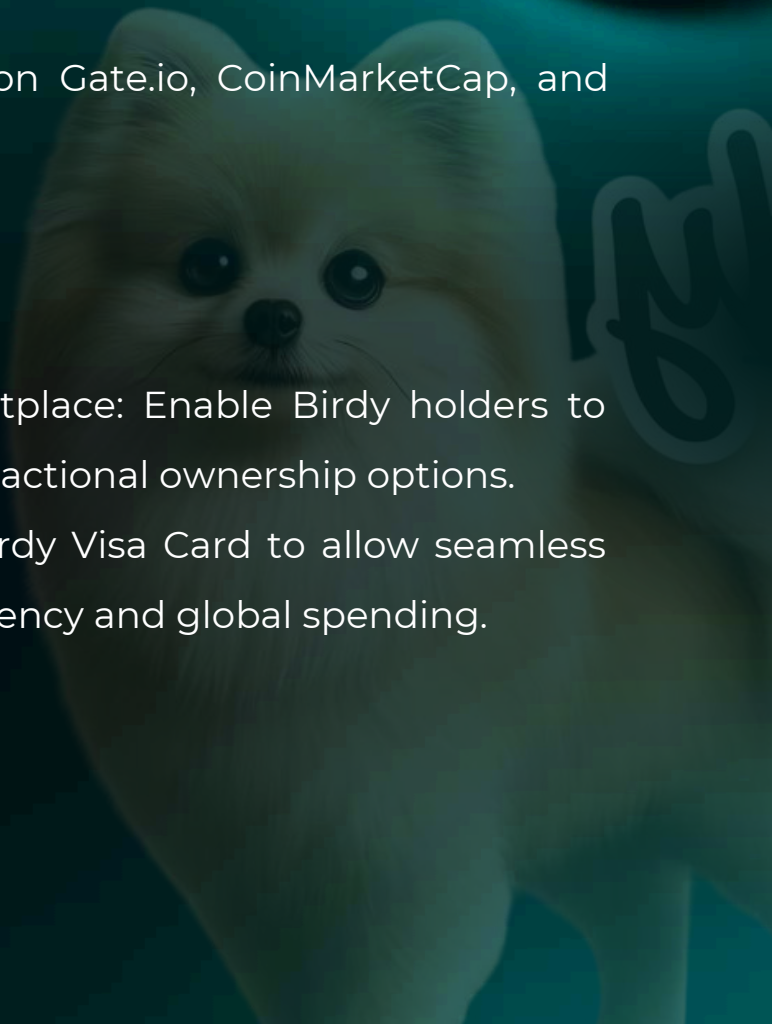 on Gate.io, CoinMarketCap, and
tplace: Enable Birdy holders to
actional ownership options.
rdy Visa Card to allow seamless
ency and global spending.